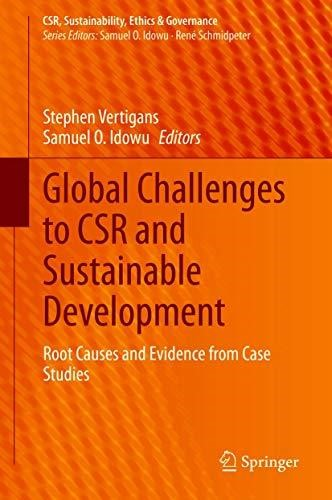 CSR, Sustainability, Ethics & Governance
Series Editors: Samuel O. Idowu · René Schmidpeter
Stephen Vertigans
Samuel O. Idowu Editors
Global Challenges
to CSR and
Sustainable
Development
Root Causes and Evidence from Case
Studies
Springer